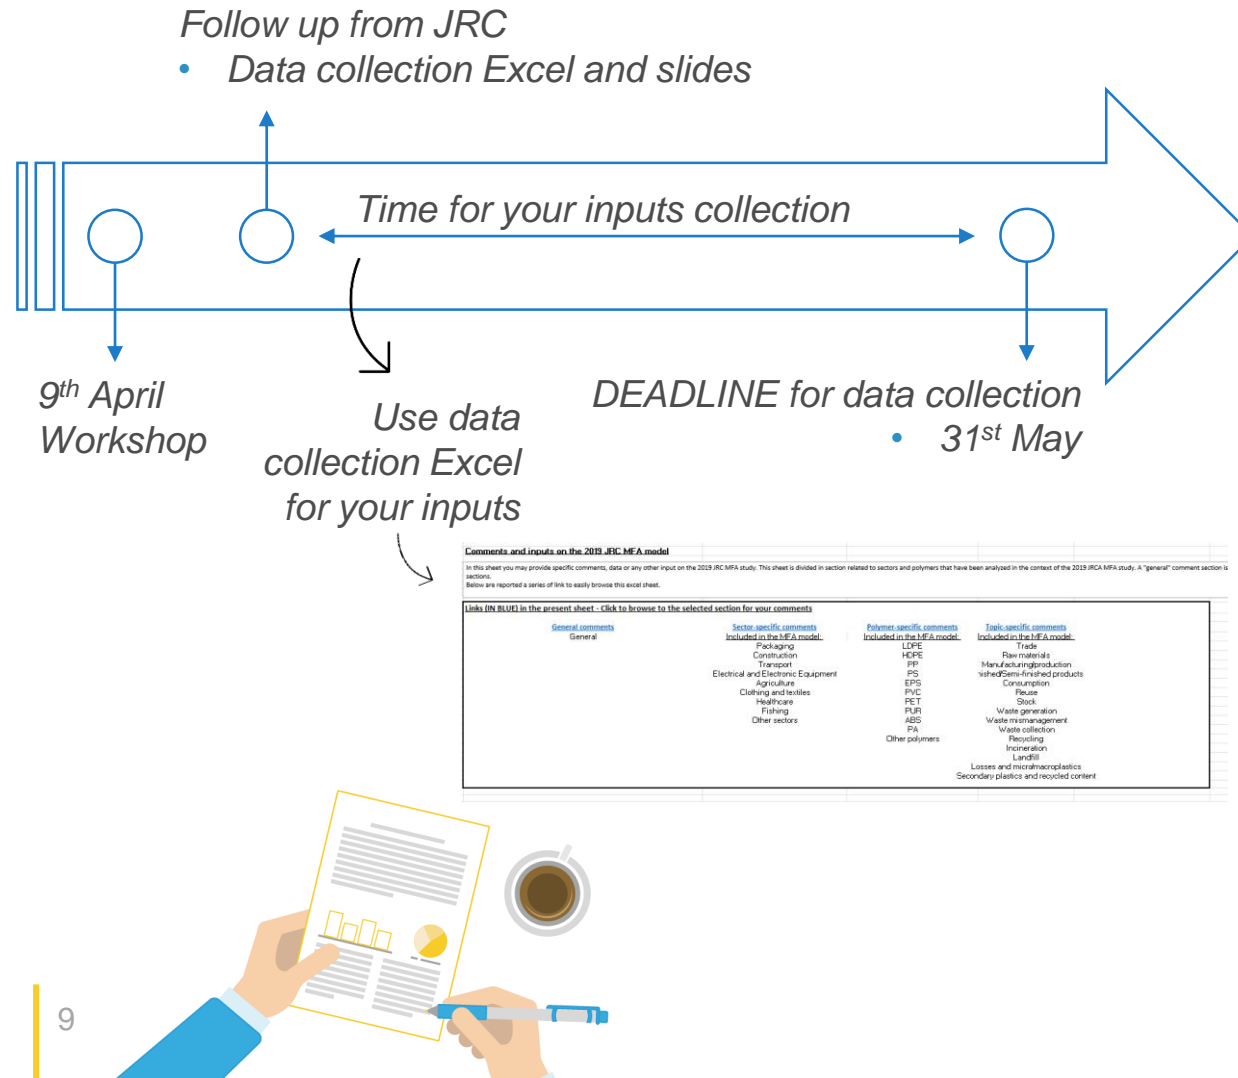 Follow up from JRC
• Data collection Excel and slides
Time for your inputs collection
9th April
Workshop
Use data
collection Excel
for your inputs
DEADLINE for data collection
• 31st May
Comments and inputs on the 2019 JRC MFA model
In this sheet you may provide specific comments, data or any other input on the 2019 JRC MFA study. This sheet is divided in section related to sectors and polymers that have been analyzed in the context of the 2019 JRCA MFA study. A "general" comment section is
sections.
Below are reported a series of link to easily browse this excel sheet.
Links (IN BLUE) in the present sheet - Click to browse to the selected section for your comments
General comments
General
Sector-specific comments
Included in the MFA model:
Packaging
Construction
Transport
Electrical and Electronic Equipment
Agriculture
Clothing and textiles
Healthcare
Fishing
Other sectors
Polymer-specific comments
Included in the MFA model:
LDPE
HDPE
PP
PS
EPS
PVC
PET
PUR
ABS
PA
Other polymers
Topic-specific comments
Included in the MFA model:
Trade
Raw materials
Manufacturing/production
nished/Semi-finished products
Consumption
Reuse
Stock
Waste generation
Waste mismanagement
Waste collection
Recycling
Incineration
Landfill
Losses and micro/macroplastics
Secondary plastics and recycled content
9